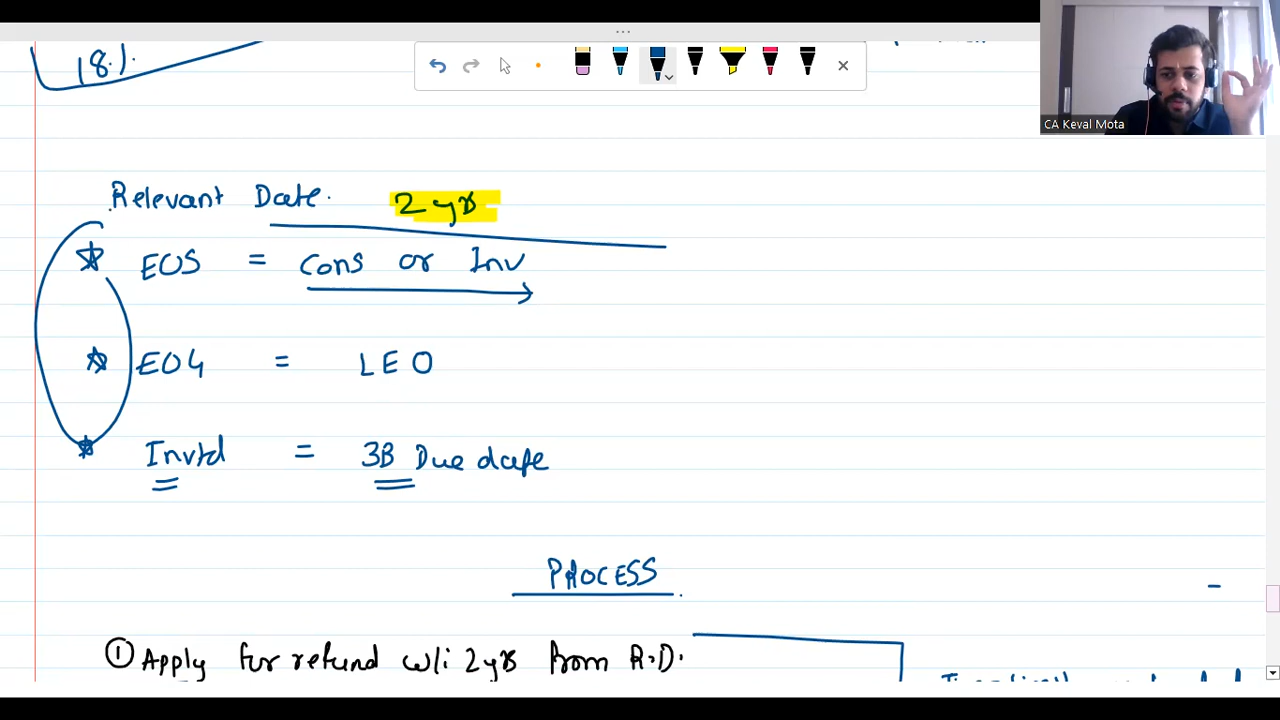 18%
CA Keval Mota
Relevant Date. 2 yrs
EOS = Cons or Inv
EOG = LEO
Invtd = 3B Due date
PROCESS
① Apply for refund w/i 2 yrs from R.D.